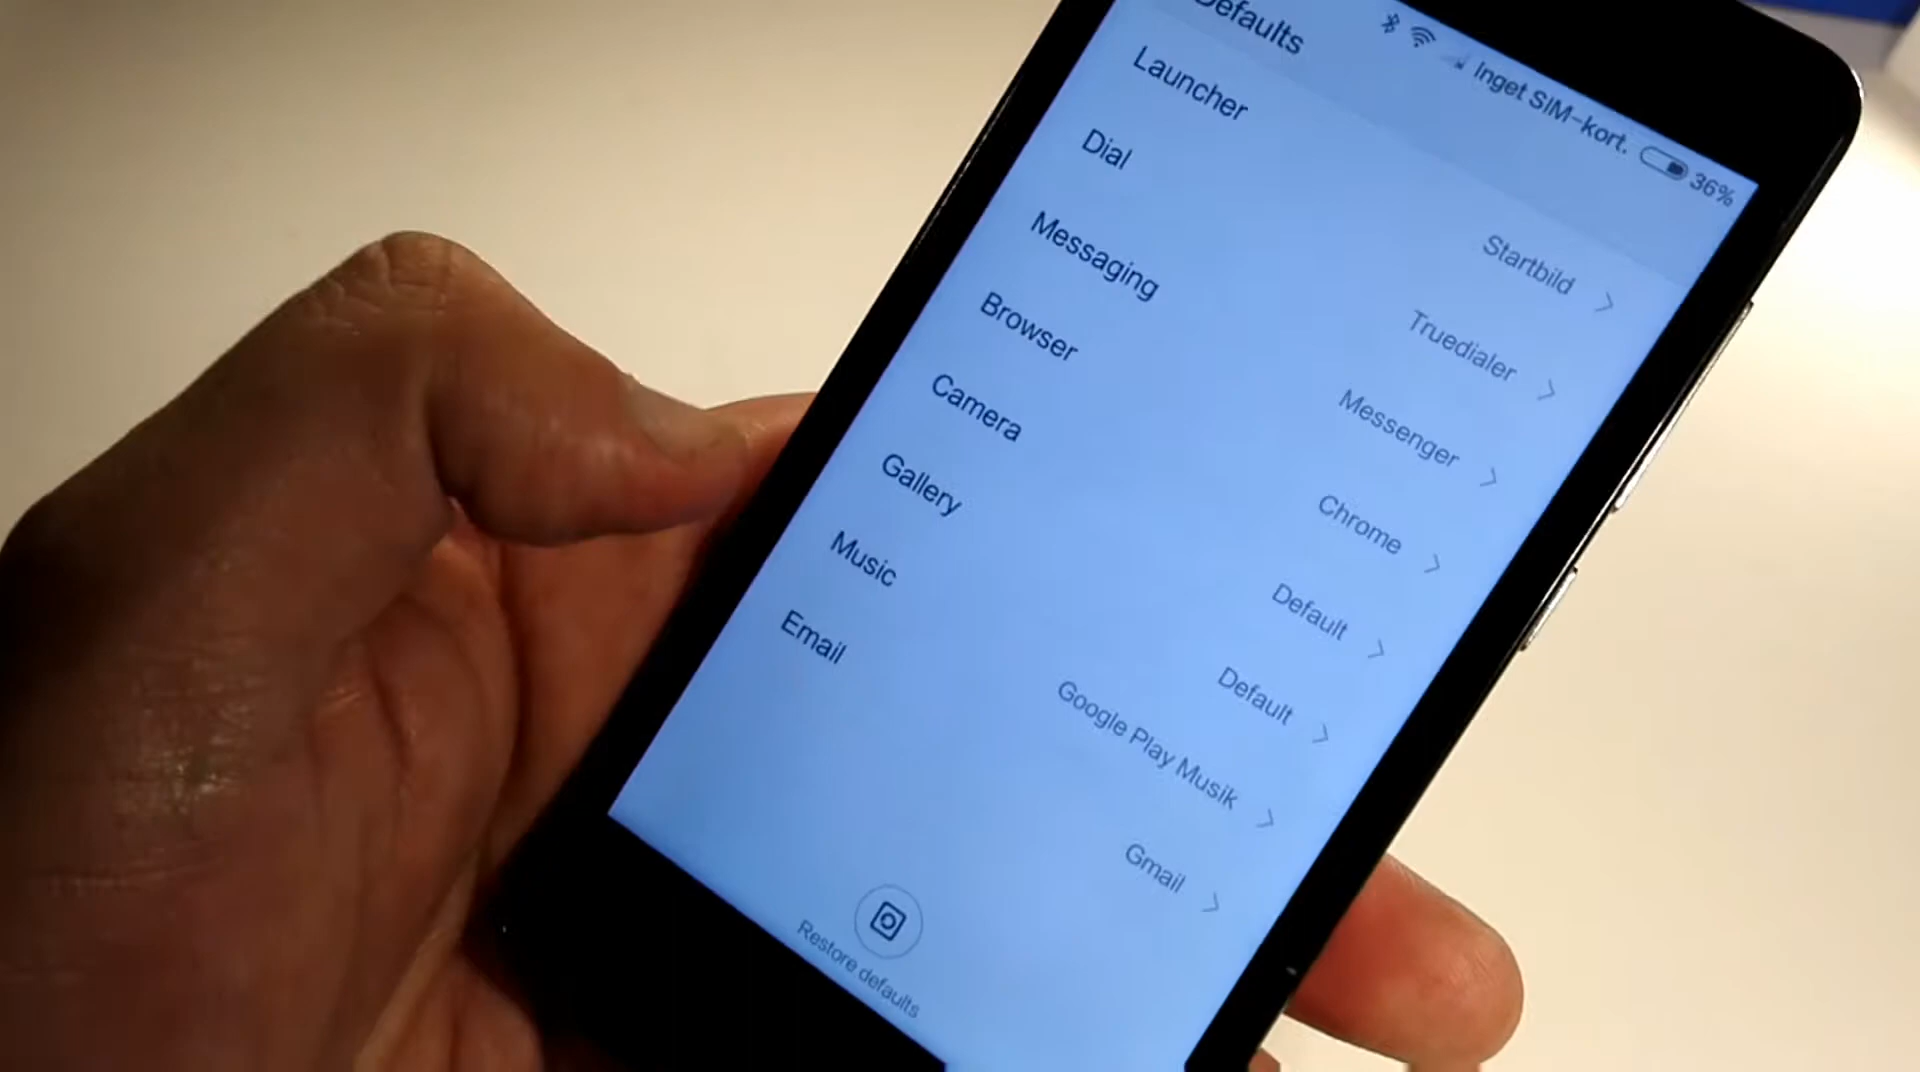 Inget SIM-kort. 36%
Defaults
Launcher Startbild
Dial Truedialer
Messaging Messenger
Browser Chrome
Camera Default
Gallery Default
Music Google Play Musik
Email Gmail
Restore defaults